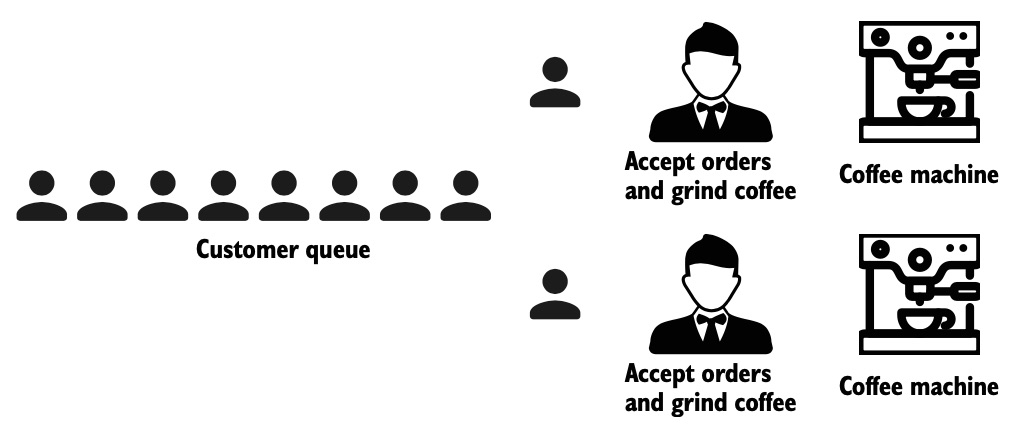 Accept orders
and grind coffee
Coffee machine
Customer queue
Accept orders
and grind coffee
Coffee machine